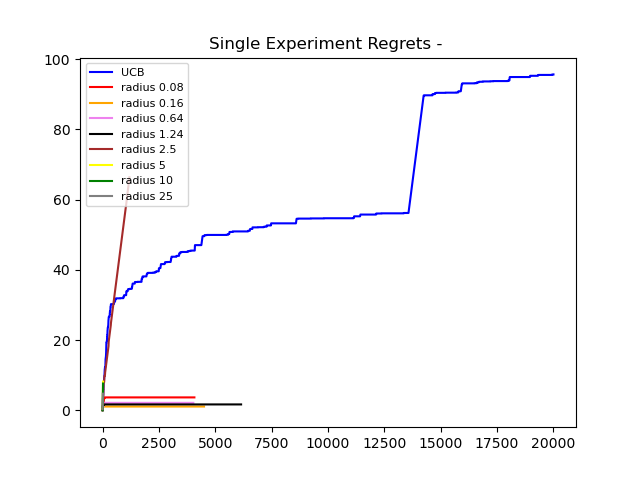 Single Experiment Regrets -
100
80
60
40
20
0
UCB
radius 0.08
radius 0.16
radius 0.64
radius 1.24
radius 2.5
radius 5
radius 10
radius 25
0 2500 5000 7500 10000 12500 15000 17500 20000